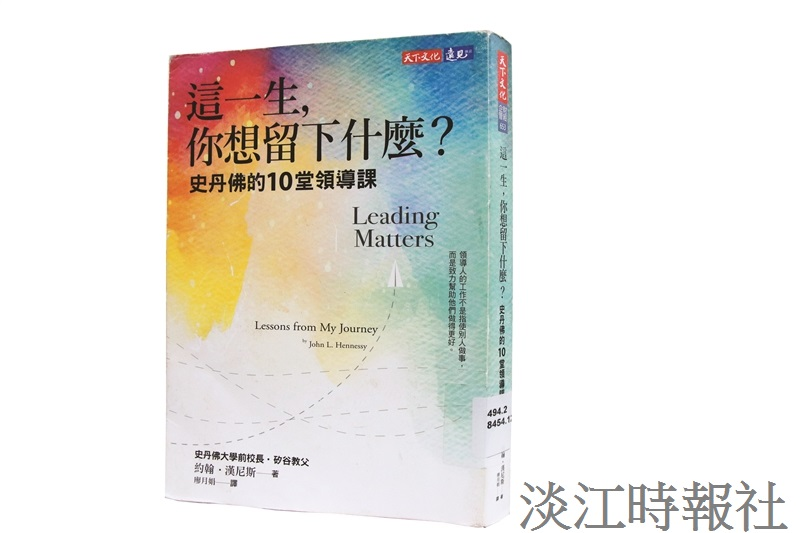 天下文化 遠見
這一生,
你想留下什麼?
史丹佛的10堂領導課
Leading
Matters
領導人的工作不是指使別人做事,
而是致力幫助他們做得更好。
Lessons from My Journey
by John L. Hennessy
史丹佛大學前校長・矽谷教父
約翰・漢尼斯——著
廖月娟——譯
天下文化
這一生,你想留下什麼? 史丹佛的10堂領導課
494.2
8454.1
淡江時報社